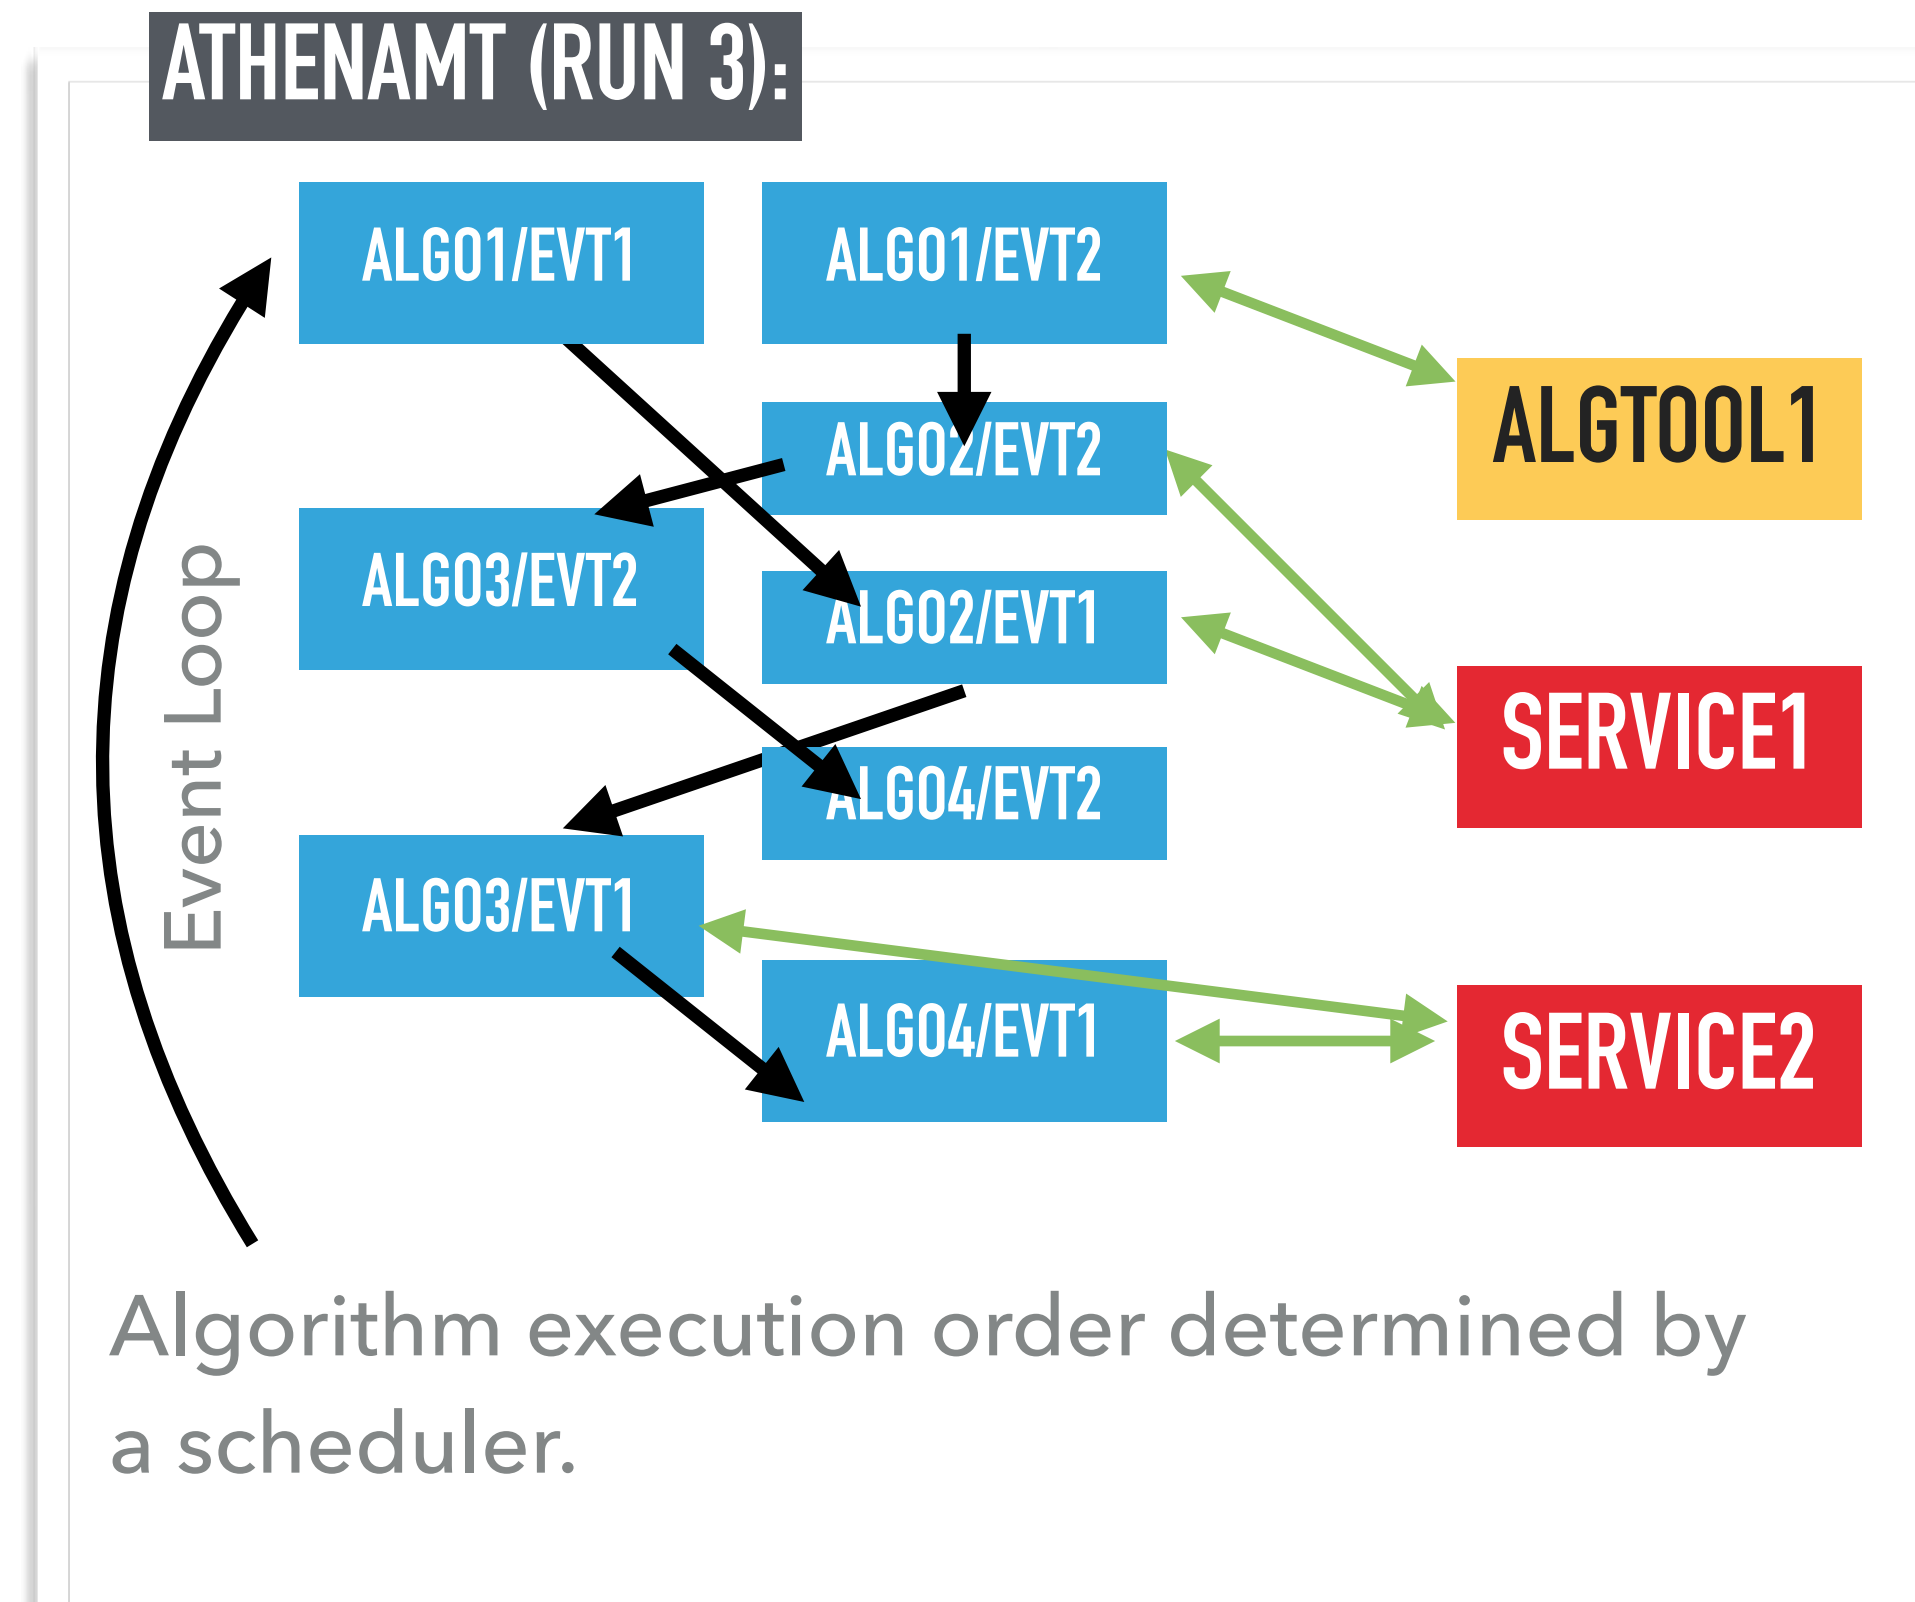 ATHENAMT (RUN 3):
ALGO1/EVT1
ALGO1/EVT2
ALGTOOL1
ALGO2/EVT2
ALGO3/EVT2
ALGO2/EVT1
SERVICE1
ALGO4/EVT2
ALGO3/EVT1
ALGO4/EVT1
SERVICE2
Event Loop
Algorithm execution order determined by
a scheduler.